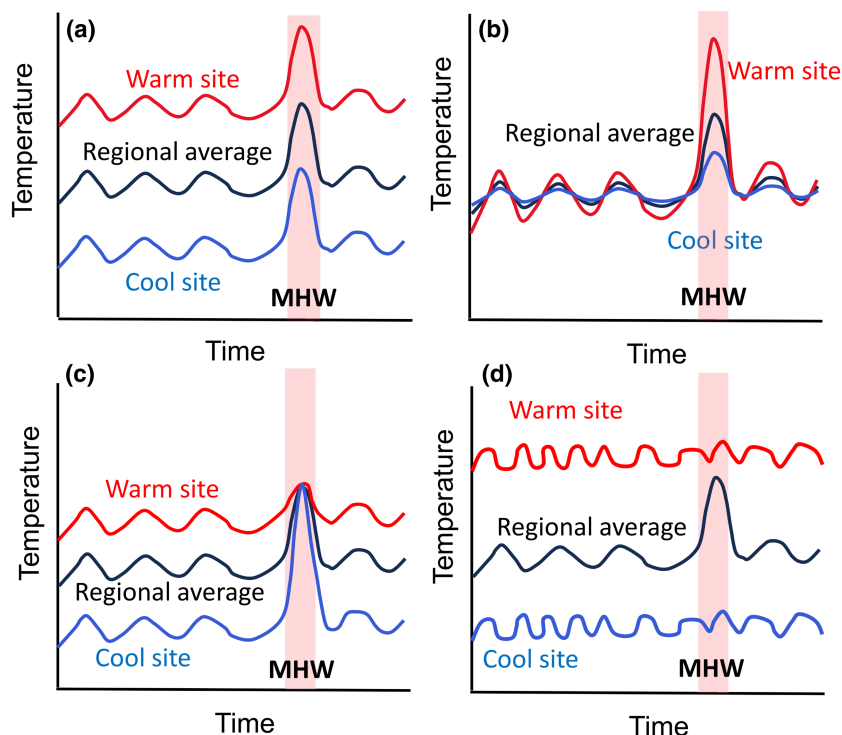 (a)
Temperature
Warm site
Regional average
Cool site
MHW
Time
(b)
Temperature
Warm site
Regional average
Cool site
MHW
Time
(c)
Temperature
Warm site
Regional average
Cool site
MHW
Time
(d)
Temperature
Warm site
Regional average
Cool site
MHW
Time